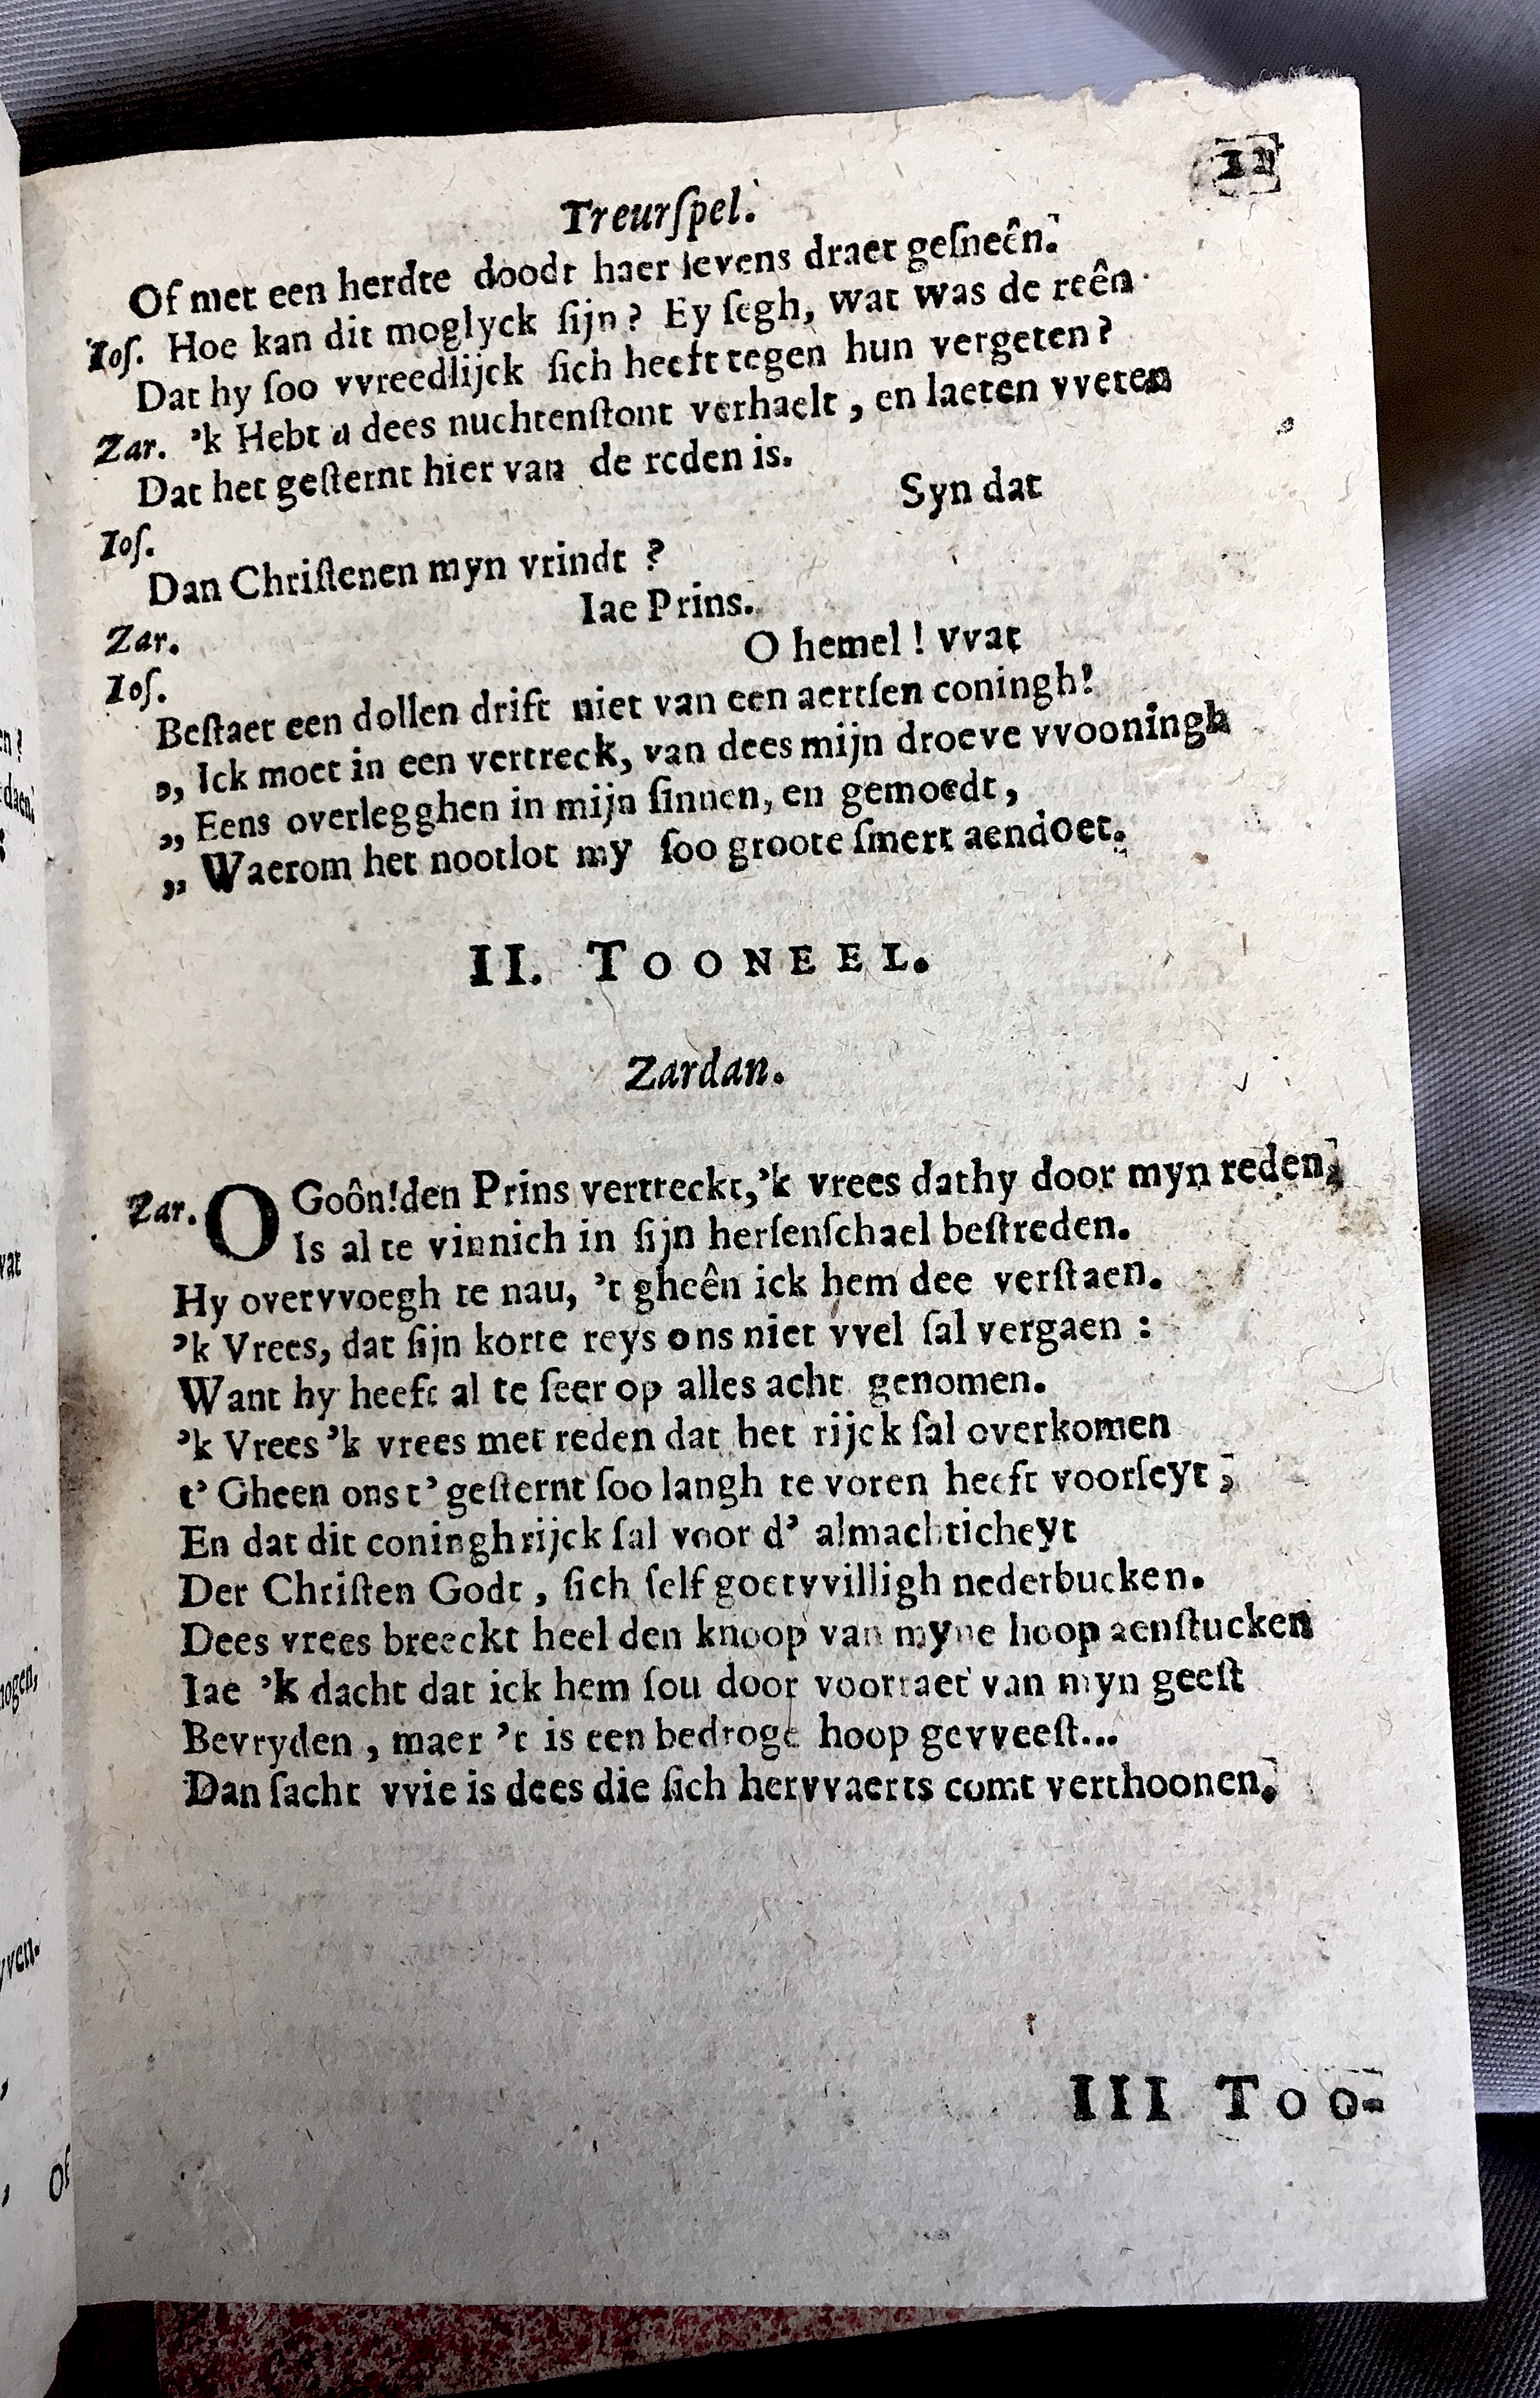 Treurſpel.
Of met een herdte doodt haer levens draet geſneên.
Ioſ. Hoe kan dit moglyck ſijn? Ey ſegh, wat was de reên
Dat hy ſoo vvreedlijck ſich heeft tegen hun vergeten?
Zar. ’k Hebt u dees nuchtenſtont verhaelt, en laeten vveten
Dat het geſternt hier van de reden is.
Ioſ. Syn dat
Dan Chriſtenen myn vrindt ?
Zar. Iae Prins.
Ioſ. O hemel ! vvat
Beſtaet een dollen drift niet van een aertſen coningh!
„ Ick moet in een vertreck, van dees mijn droeve vvooningh
„ Eens overlegghen in mijn ſinnen, en gemoedt,
„ Waerom het nootlot my ſoo groote ſmert aendoet.
II. TOONEEL.
Zardan.
Zar. O Goôn! den Prins vertreckt, ’k vrees dathy door myn reden,
Is al te vinnich in ſijn herſenſchael beſtreden.
Hy overvvoegh te nau, ’t gheên ick hem dee verſtaen.
’k Vrees, dat ſijn korte reys ons niet vvel ſal vergaen :
Want hy heeft al te ſeer op alles acht genomen.
’k Vrees ’k vrees met reden dat het rijck ſal overkomen
t’ Gheen ons t’ geſternt ſoo langh te voren heeft voorſeyt ;
En dat dit coninghrijck ſal voor d’ almachticheyt
Der Chriſten Godt, ſich ſelf goetvvilligh nederbucken.
Dees vrees breeckt heel den knoop van myne hoop aenſtucken
Iae ’k dacht dat ick hem ſou door voorraet van myn geeſt
Bevryden, maer ’t is een bedroge hoop gevveeſt...
Dan ſacht vvie is dees die ſich hervvaerts comt verthoonen.
III TOO-